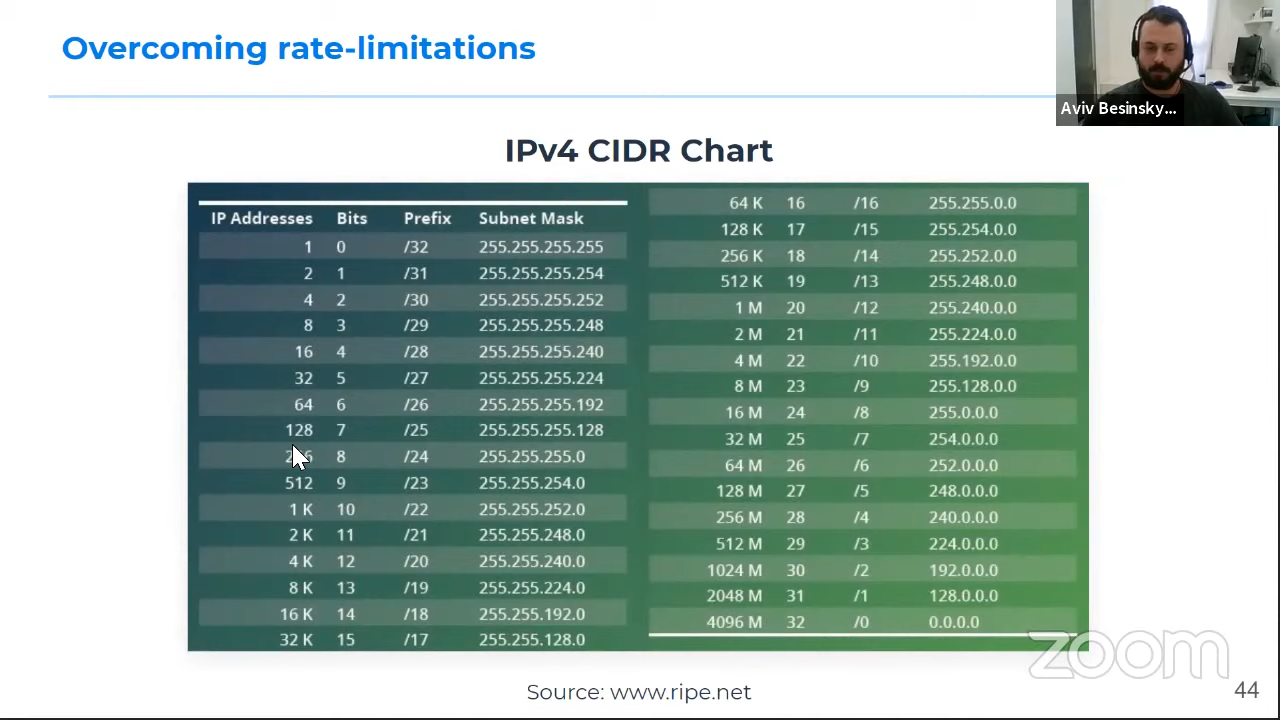 Overcoming rate-limitations
Aviv Besinsky...
IPv4 CIDR Chart
IP Addresses Bits Prefix Subnet Mask
1 0 /32 255.255.255.255
2 1 /31 255.255.255.254
4 2 /30 255.255.255.252
8 3 /29 255.255.255.248
16 4 /28 255.255.255.240
32 5 /27 255.255.255.224
64 6 /26 255.255.255.192
128 7 /25 255.255.255.128
8 /24 255.255.255.0
512 9 /23 255.255.254.0
1 K 10 /22 255.255.252.0
2 K 11 /21 255.255.248.0
4 K 12 /20 255.255.240.0
8 K 13 /19 255.255.224.0
16 K 14 /18 255.255.192.0
32 K 15 /17 255.255.128.0
64 K 16 /16 255.255.0.0
128 K 17 /15 255.254.0.0
256 K 18 /14 255.252.0.0
512 K 19 /13 255.248.0.0
1 M 20 /12 255.240.0.0
2 M 21 /11 255.224.0.0
4 M 22 /10 255.192.0.0
8 M 23 /9 255.128.0.0
16 M 24 /8 255.0.0.0
32 M 25 /7 254.0.0.0
64 M 26 /6 252.0.0.0
128 M 27 /5 248.0.0.0
256 M 28 /4 240.0.0.0
512 M 29 /3 224.0.0.0
1024 M 30 /2 192.0.0.0
2048 M 31 /1 128.0.0.0
4096 M 32 /0 0.0.0.0
zoom
Source: www.ripe.net
44